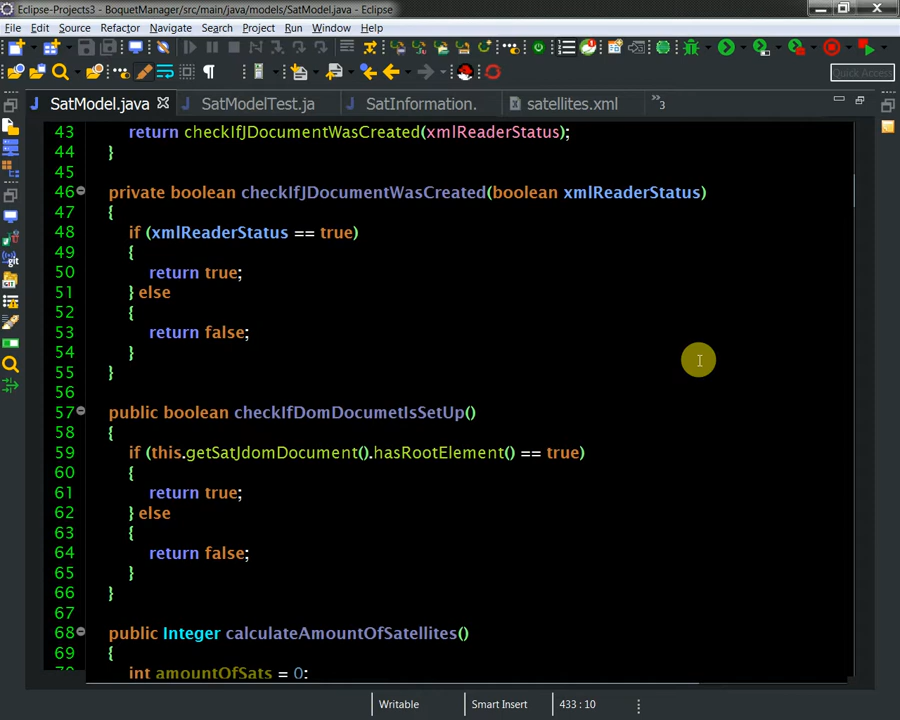 Eclipse-Projects3 - BoquetManager/src/main/java/models/SatModel.java - Eclipse
File Edit Source Refactor Navigate Search Project Run Window Help
Quick Access
SatModel.java SatModelTest.ja SatInformation. satellites.xml »3
43 return checkIfJDocumentWasCreated(xmlReaderStatus);
44 }
45
46 private boolean checkIfJDocumentWasCreated(boolean xmlReaderStatus)
47 {
48 if (xmlReaderStatus == true)
49 {
50 return true;
51 } else
52 {
53 return false;
54 }
55 }
56
57 public boolean checkIfDomDocumetIsSetUp()
58 {
59 if (this.getSatJdomDocument().hasRootElement() == true)
60 {
61 return true;
62 } else
63 {
64 return false;
65 }
66 }
67
68 public Integer calculateAmountOfSatellites()
69 {
70 int amountOfSats = 0;
Writable Smart Insert 433 : 10